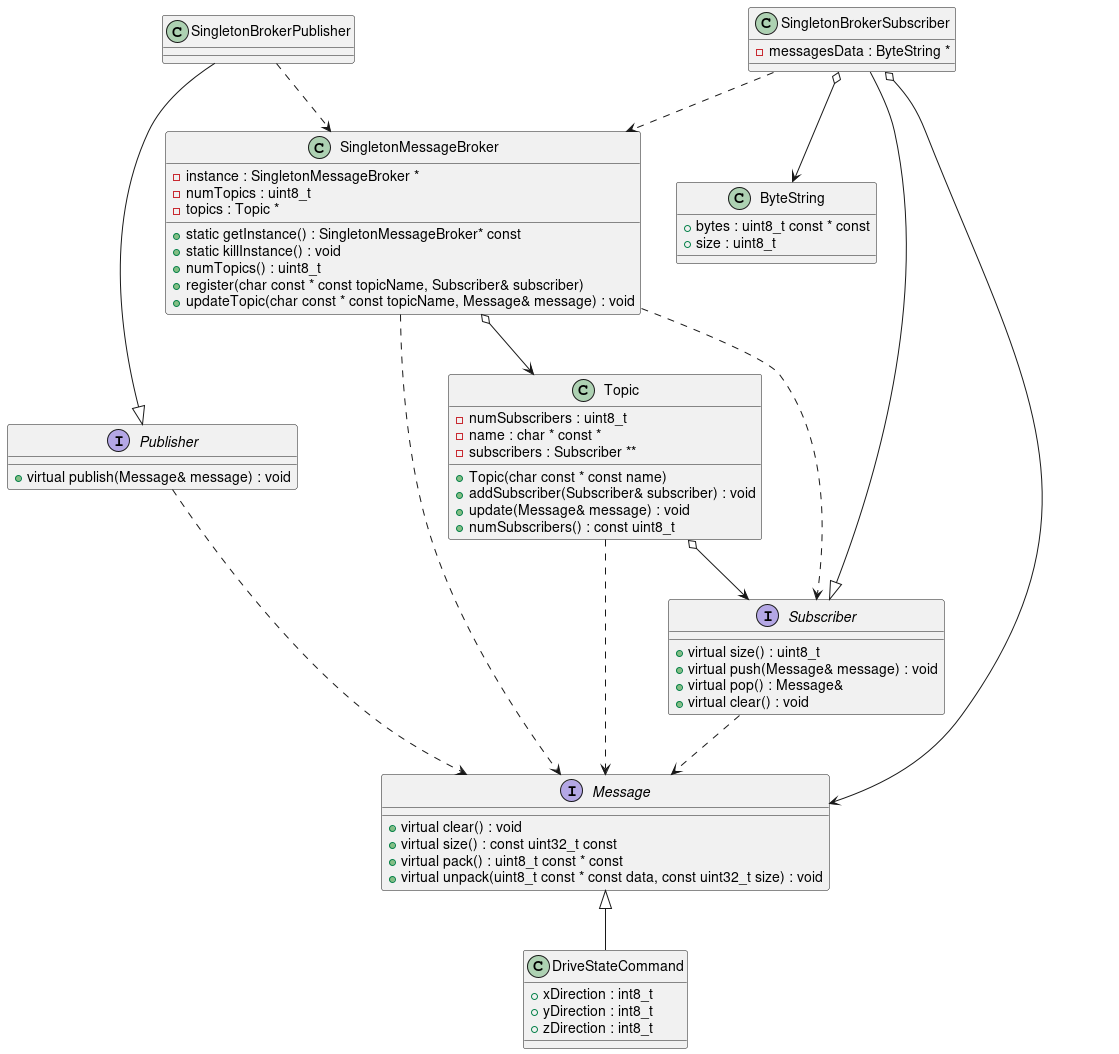 C SingletonBrokerPublisher
C SingletonBrokerSubscriber
messagesData : ByteString *
C SingletonMessageBroker
instance : SingletonMessageBroker *
numTopics : uint8_t
topics : Topic *
static getInstance() : SingletonMessageBroker* const
static killInstance() : void
numTopics() : uint8_t
register(char const * const topicName, Subscriber& subscriber)
updateTopic(char const * const topicName, Message& message) : void
C ByteString
bytes : uint8_t const * const
size : uint8_t
C Topic
numSubscribers : uint8_t
name : char * const *
subscribers : Subscriber **
Topic(char const * const name)
addSubscriber(Subscriber& subscriber) : void
update(Message& message) : void
numSubscribers() : const uint8_t
I Publisher
virtual publish(Message& message) : void
I Subscriber
virtual size() : uint8_t
virtual push(Message& message) : void
virtual pop() : Message&
virtual clear() : void
I Message
virtual clear() : void
virtual size() : const uint32_t const
virtual pack() : uint8_t const * const
virtual unpack(uint8_t const * const data, const uint32_t size) : void
C DriveStateCommand
xDirection : int8_t
yDirection : int8_t
zDirection : int8_t